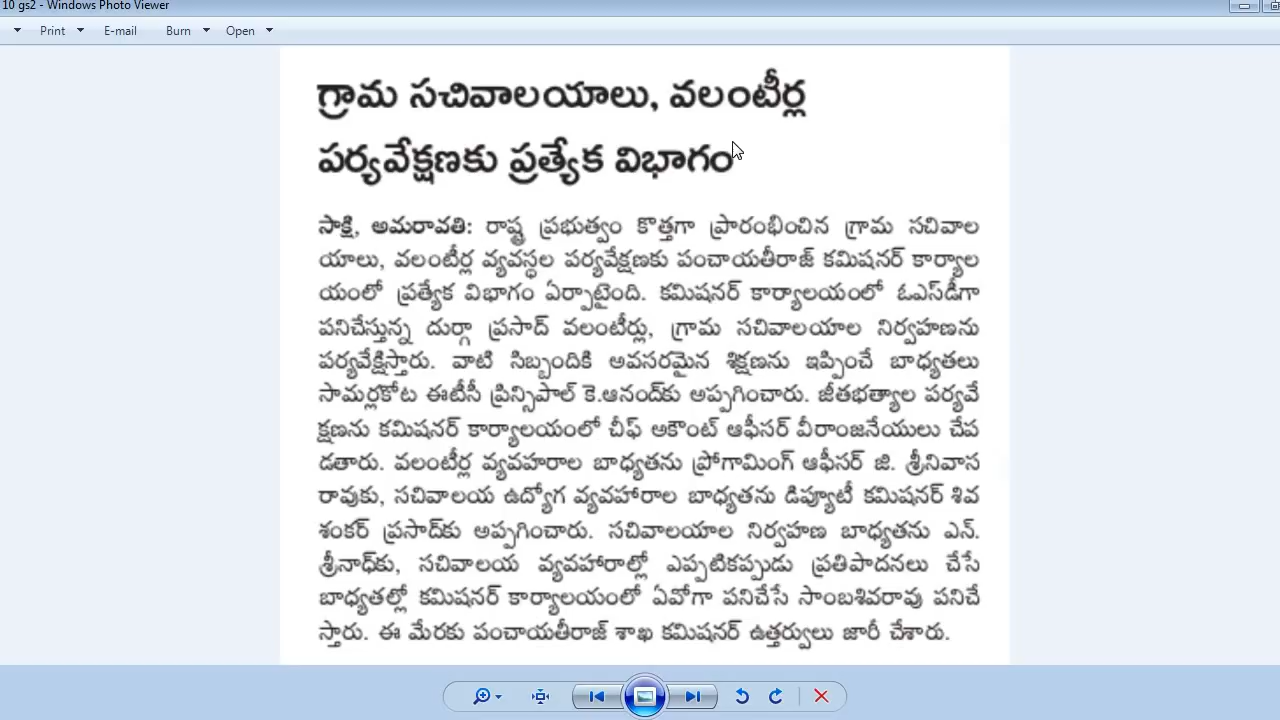 10 gs2 - Windows Photo Viewer
Print E-mail Burn Open
గ్రామ సచివాలయాలు, వలంటీర్ల
పర్యవేక్షణకు ప్రత్యేక విభాగం
సాక్షి, అమరావతి: రాష్ట్ర ప్రభుత్వం కొత్తగా ప్రారంభించిన గ్రామ సచివాల
యాలు, వలంటీర్ల వ్యవస్థల పర్యవేక్షణకు పంచాయతీరాజ్ కమిషనర్ కార్యాల
యంలో ప్రత్యేక విభాగం ఏర్పాటైంది. కమిషనర్ కార్యాలయంలో ఓఎస్‌డీగా
పనిచేస్తున్న దుర్గా ప్రసాద్ వలంటీర్లు, గ్రామ సచివాలయాల నిర్వహణను
పర్యవేక్షిస్తారు. వాటి సిబ్బందికి అవసరమైన శిక్షణను ఇప్పించే బాధ్యతలు
సామర్లకోట ఈటీసీ ప్రిన్సిపాల్ కె.ఆనంద్‌కు అప్పగించారు. జీతభత్యాల పర్యవే
క్షణను కమిషనర్ కార్యాలయంలో చీఫ్ అకౌంట్ ఆఫీసర్ వీరాంజనేయులు చేప
డతారు. వలంటీర్ల వ్యవహరాల బాధ్యతను ప్రోగామింగ్ ఆఫీసర్ జి. శ్రీనివాస
రావుకు, సచివాలయ ఉద్యోగ వ్యవహారాల బాధ్యతను డిప్యూటీ కమిషనర్ శివ
శంకర్ ప్రసాద్‌కు అప్పగించారు. సచివాలయాల నిర్వహణ బాధ్యతను ఎన్.
శ్రీనాధ్‌కు, సచివాలయ వ్యవహారాల్లో ఎప్పటికప్పుడు ప్రతిపాదనలు చేసే
బాధ్యతల్లో కమిషనర్ కార్యాలయంలో ఏవోగా పనిచేసే సాంబశివరావు పనిచే
స్తారు. ఈ మేరకు పంచాయతీరాజ్ శాఖ కమిషనర్ ఉత్తర్వులు జారీ చేశారు.